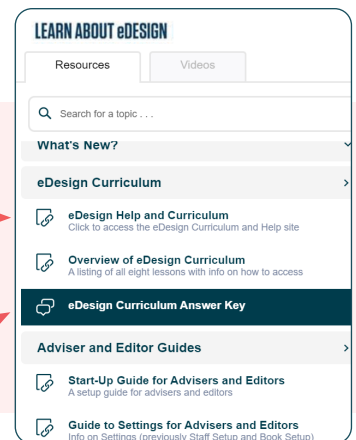 LEARN ABOUT eDESIGN
Resources
Videos
Search for a topic . . .
What's New?
eDesign Curriculum
eDesign Help and Curriculum
Click to access the eDesign Curriculum and Help site
Overview of eDesign Curriculum
A listing of all eight lessons with info on how to access
eDesign Curriculum Answer Key
Adviser and Editor Guides
Start-Up Guide for Advisers and Editors
A setup guide for advisers and editors
Guide to Settings for Advisers and Editors
Info on Settings (previously Staff Setup and Book Setup)